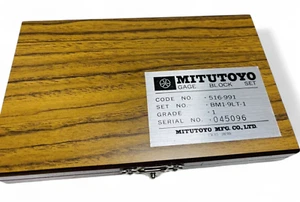 MITUTOYO
GAGE BLOCK SET
CODE NO - 516-991
SET NO - BM1-9LT-1
GRADE - 1
SERIAL NO. - 045096
MITUTOYO MFG. CO., LTD.